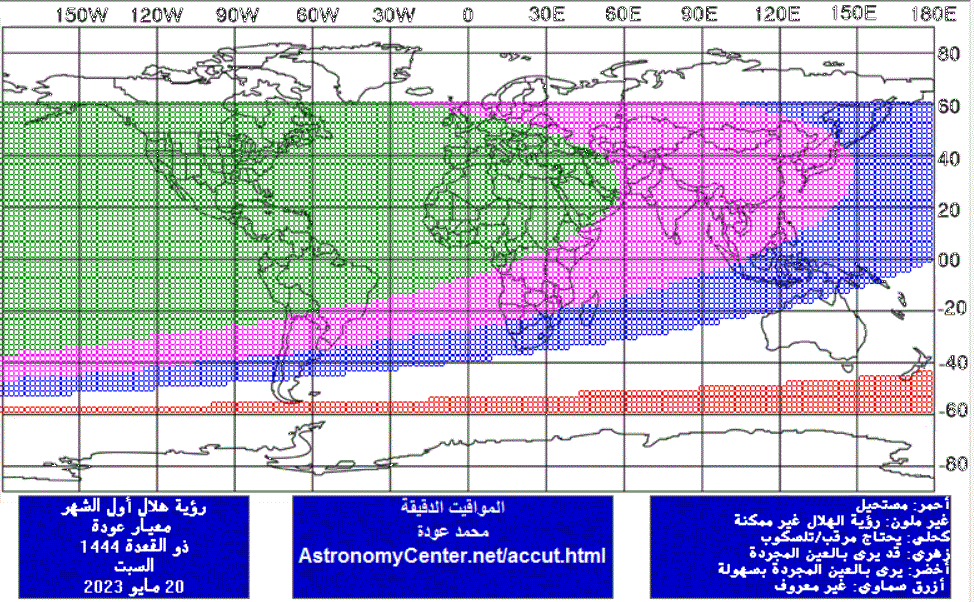 150W 120W 90W 60W 30W 0 30E 60E 90E 120E 150E 180E
80
60
40
20
00
-20
-40
-60
-80
رؤية هلال أول الشهر
معيار عودة
ذو القعدة 1444
السبت
20 مايو 2023
المواقيت الدقيقة
محمد عودة
AstronomyCenter.net/accut.html
أحمر: مستحيل
غير ملون: رؤية الهلال غير ممكنة
كحلي: يحتاج مرقب/تلسكوب
زهري: قد يرى بالعين المجردة
أخضر: يرى بالعين المجردة بسهولة
أزرق سماوي: غير معروف